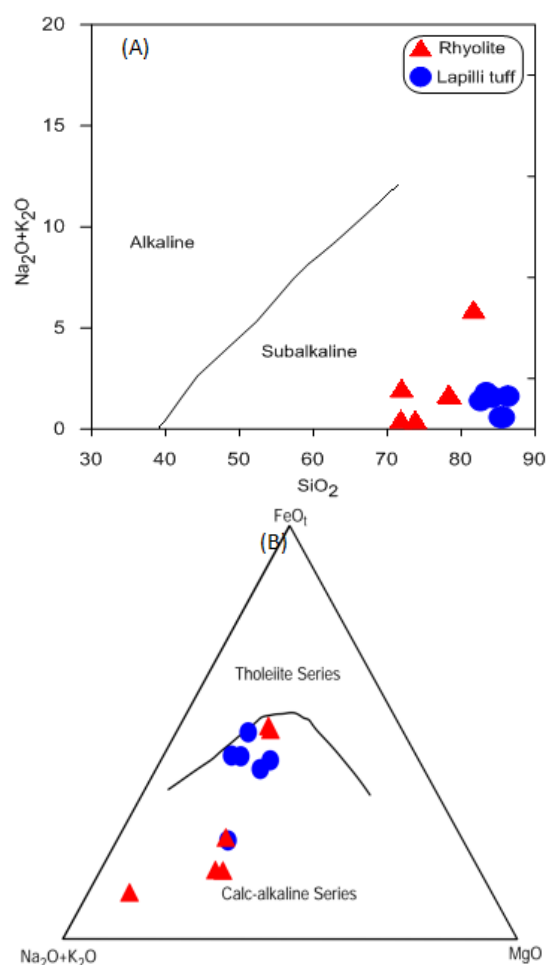 (A)
Rhyolite
Lapilli tuff
20
15
10
5
0
Na₂O+K₂O
Alkaline
Subalkaline
30 40 50 60 70 80 90
SiO₂
FeOₜ
(B)
Tholeiite Series
Calc-alkaline Series
Na₂O+K₂O
MgO